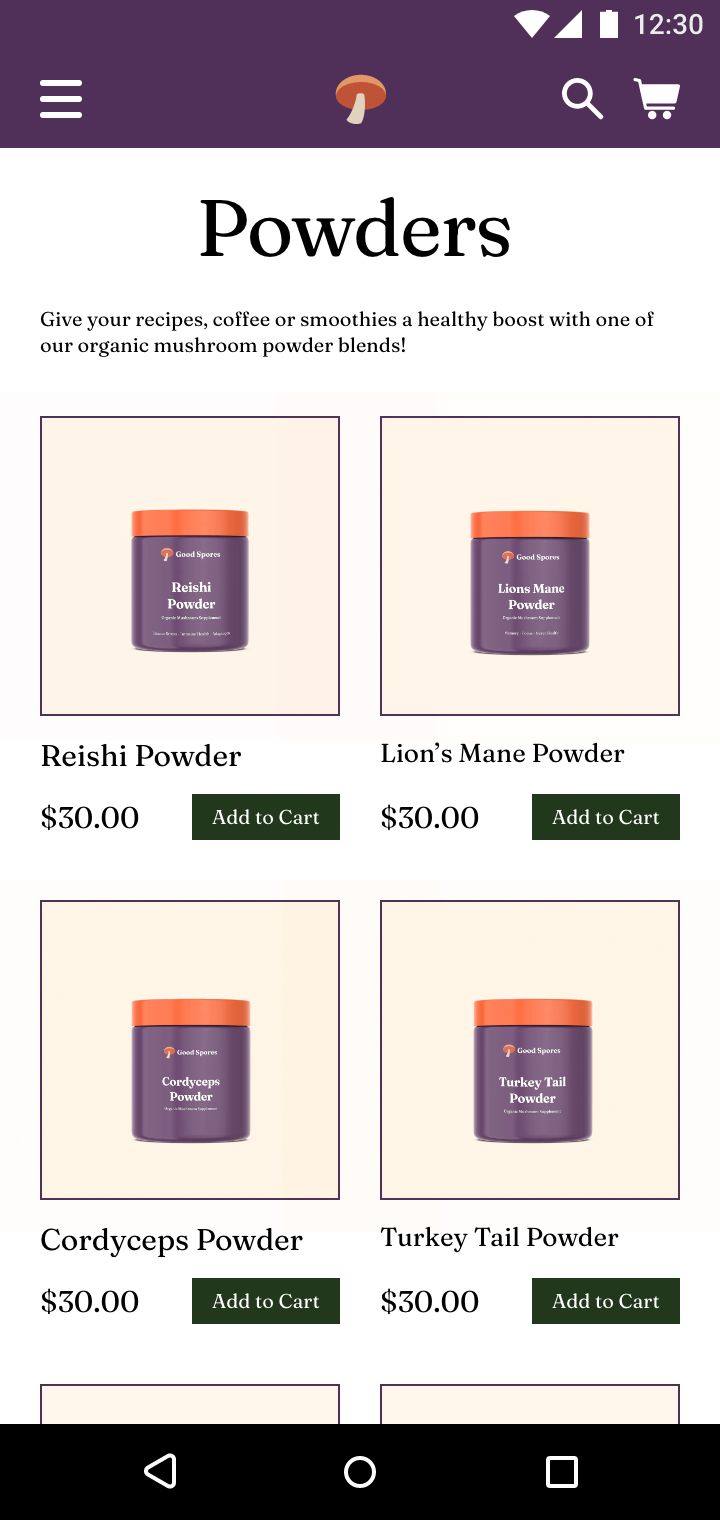 12:30
Powders
Give your recipes, coffee or smoothies a healthy boost with one of
our organic mushroom powder blends!
Good Spores
Reishi
Powder
Organic Mushroom Supplement
Good Spores
Lions Mane
Powder
Organic Mushroom Supplement
Reishi Powder
Lion’s Mane Powder
$30.00
Add to Cart
$30.00
Add to Cart
Good Spores
Cordyceps
Powder
Organic Mushroom Supplement
Good Spores
Turkey Tail
Powder
Organic Mushroom Supplement
Cordyceps Powder
Turkey Tail Powder
$30.00
Add to Cart
$30.00
Add to Cart